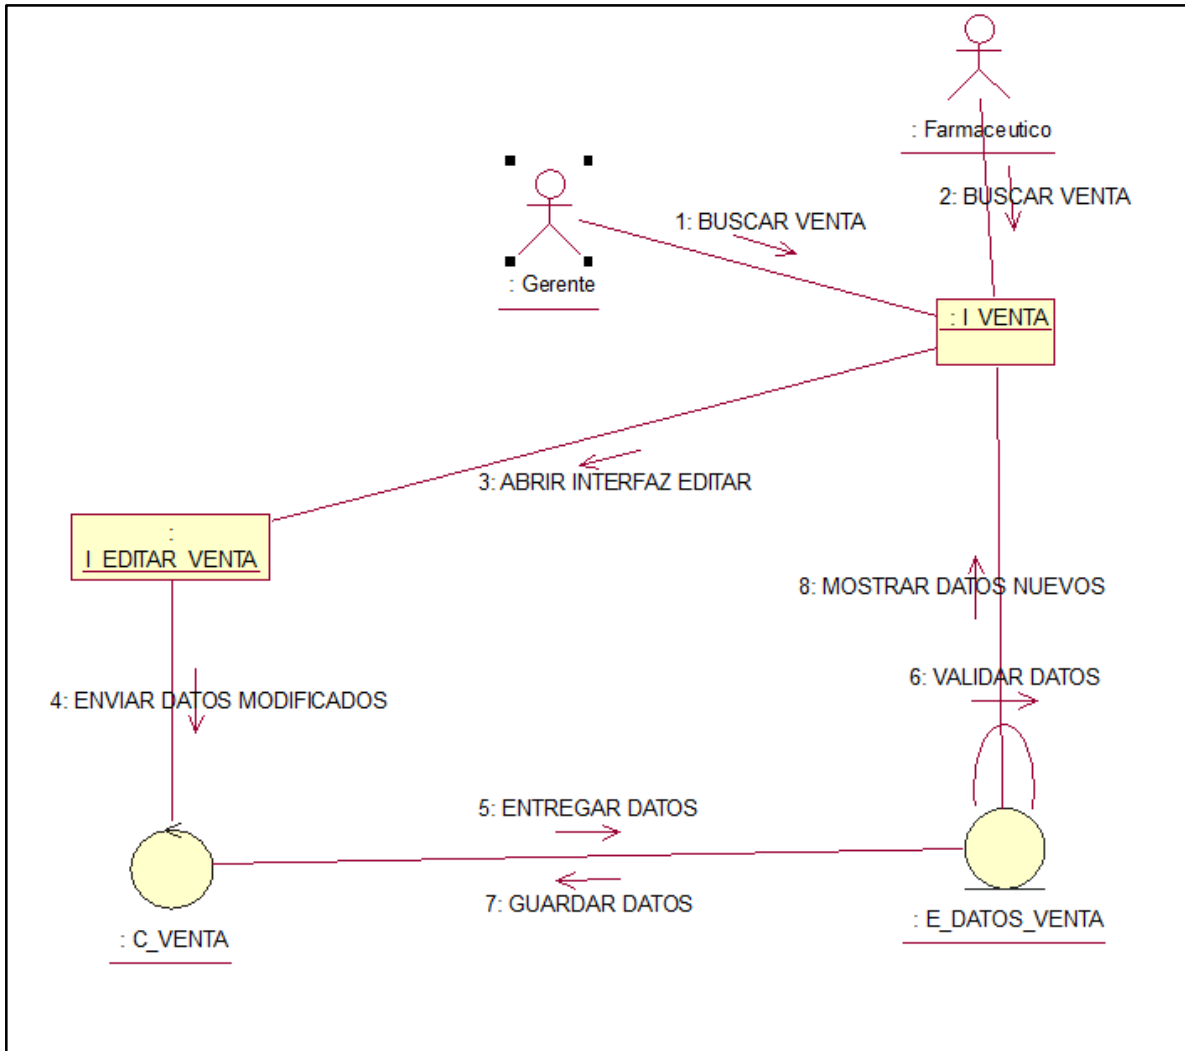 : Farmaceutico
2: BUSCAR VENTA
1: BUSCAR VENTA
: Gerente
: I_VENTA
3: ABRIR INTERFAZ EDITAR
:
I_EDITAR_VENTA
8: MOSTRAR DATOS NUEVOS
6: VALIDAR DATOS
4: ENVIAR DATOS MODIFICADOS
5: ENTREGAR DATOS
7: GUARDAR DATOS
: E_DATOS_VENTA
: C_VENTA